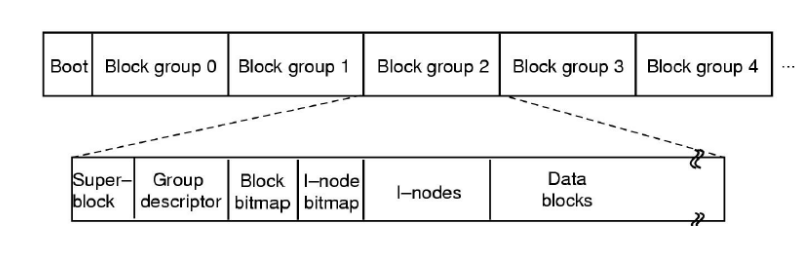 Boot Block group 0 Block group 1 Block group 2 Block group 3 Block group 4 ...
Super– Group Block I–node I–nodes Data
block descriptor bitmap bitmap blocks